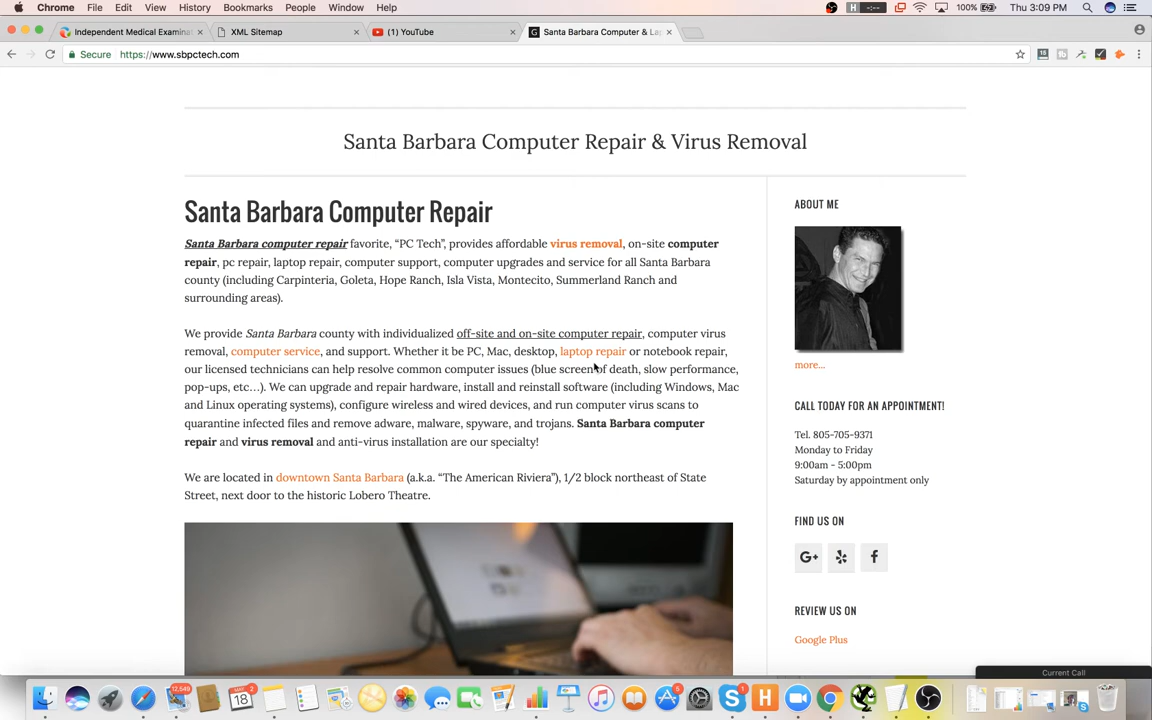 Chrome File Edit View History Bookmarks People Window Help 100% Thu 3:09 PM
Independent Medical Examinat XML Sitemap (1) YouTube Santa Barbara Computer & La
Secure https://www.sbpctech.com
Santa Barbara Computer Repair & Virus Removal
Santa Barbara Computer Repair
Santa Barbara computer repair favorite, “PC Tech”, provides affordable virus removal, on-site computer
repair, pc repair, laptop repair, computer support, computer upgrades and service for all Santa Barbara
county (including Carpinteria, Goleta, Hope Ranch, Isla Vista, Montecito, Summerland Ranch and
surrounding areas).
We provide Santa Barbara county with individualized off-site and on-site computer repair, computer virus
removal, computer service, and support. Whether it be PC, Mac, desktop, laptop repair or notebook repair,
our licensed technicians can help resolve common computer issues (blue screen of death, slow performance,
pop-ups, etc…). We can upgrade and repair hardware, install and reinstall software (including Windows, Mac
and Linux operating systems), configure wireless and wired devices, and run computer virus scans to
quarantine infected files and remove adware, malware, spyware, and trojans. Santa Barbara computer
repair and virus removal and anti-virus installation are our specialty!
We are located in downtown Santa Barbara (a.k.a. “The American Riviera”), 1/2 block northeast of State
Street, next door to the historic Lobero Theatre.
ABOUT ME
more...
CALL TODAY FOR AN APPOINTMENT!
Tel. 805-705-9371
Monday to Friday
9:00am - 5:00pm
Saturday by appointment only
FIND US ON
G+
REVIEW US ON
Google Plus
Current Call
12,549
18